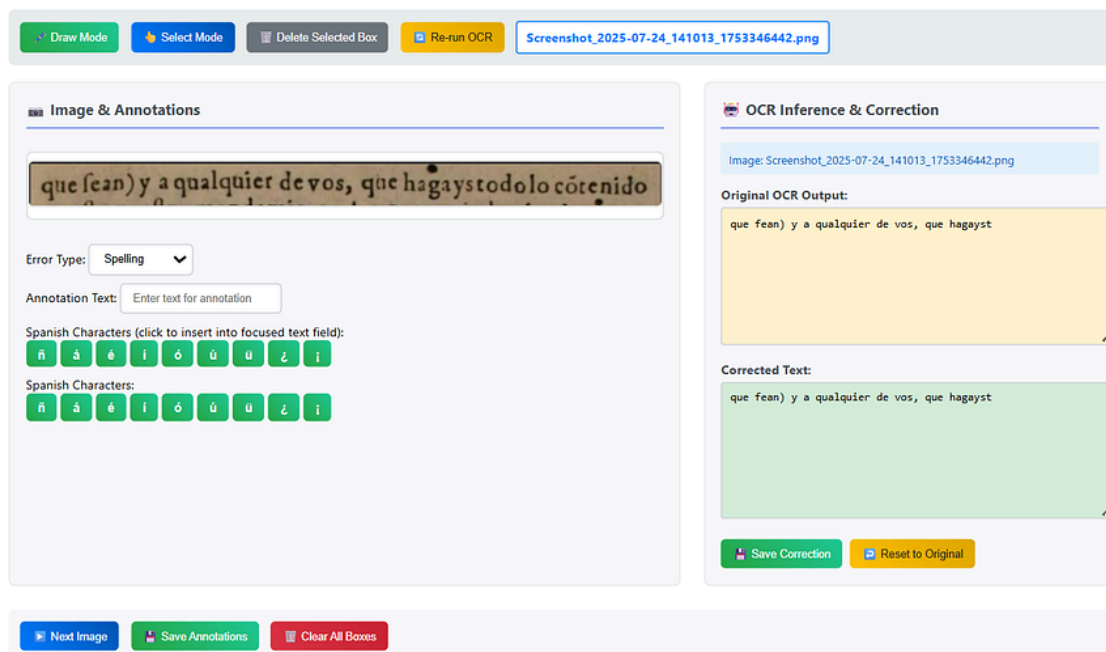 Draw Mode
Select Mode
Delete Selected Box
Re-run OCR
Screenshot_2025-07-24_141013_1753346442.png
Image & Annotations
que ſean) y a qualquier de vos, que hagaystodolo cõtenido
Error Type: Spelling
Annotation Text: Enter text for annotation
Spanish Characters (click to insert into focused text field):
ñ á é í ó ú ü ¿ ¡
Spanish Characters:
ñ á é í ó ú ü ¿ ¡
Next Image
Save Annotations
Clear All Boxes
OCR Inference & Correction
Image: Screenshot_2025-07-24_141013_1753346442.png
Original OCR Output:
que fean) y a qualquier de vos, que hagayst
Corrected Text:
que fean) y a qualquier de vos, que hagayst
Save Correction
Reset to Original